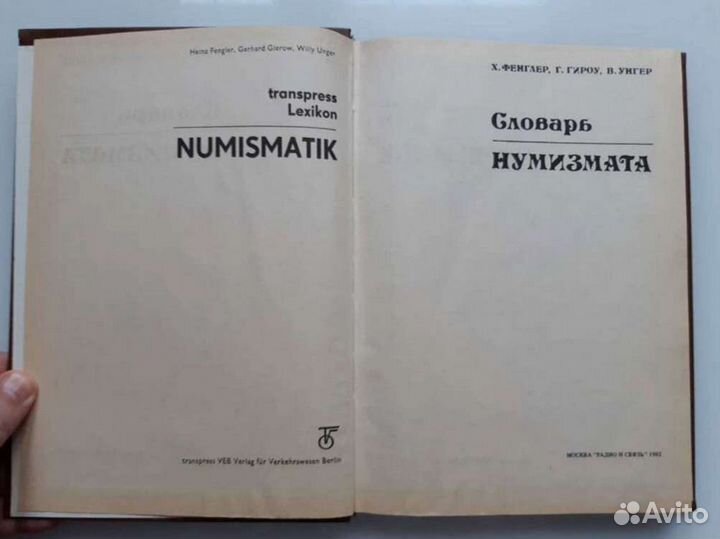 Heinz Fengler, Gerhard Gierow, Willy Unger
transpress
Lexikon
NUMISMATIK
transpress VEB Verlag für Verkehrswesen Berlin
Х. ФЕНГЛЕР, Г. ГИРОУ, В. УНГЕР
Словарь
НУМИЗМАТА
МОСКВА "РАДИО И СВЯЗЬ" 1982
Avito